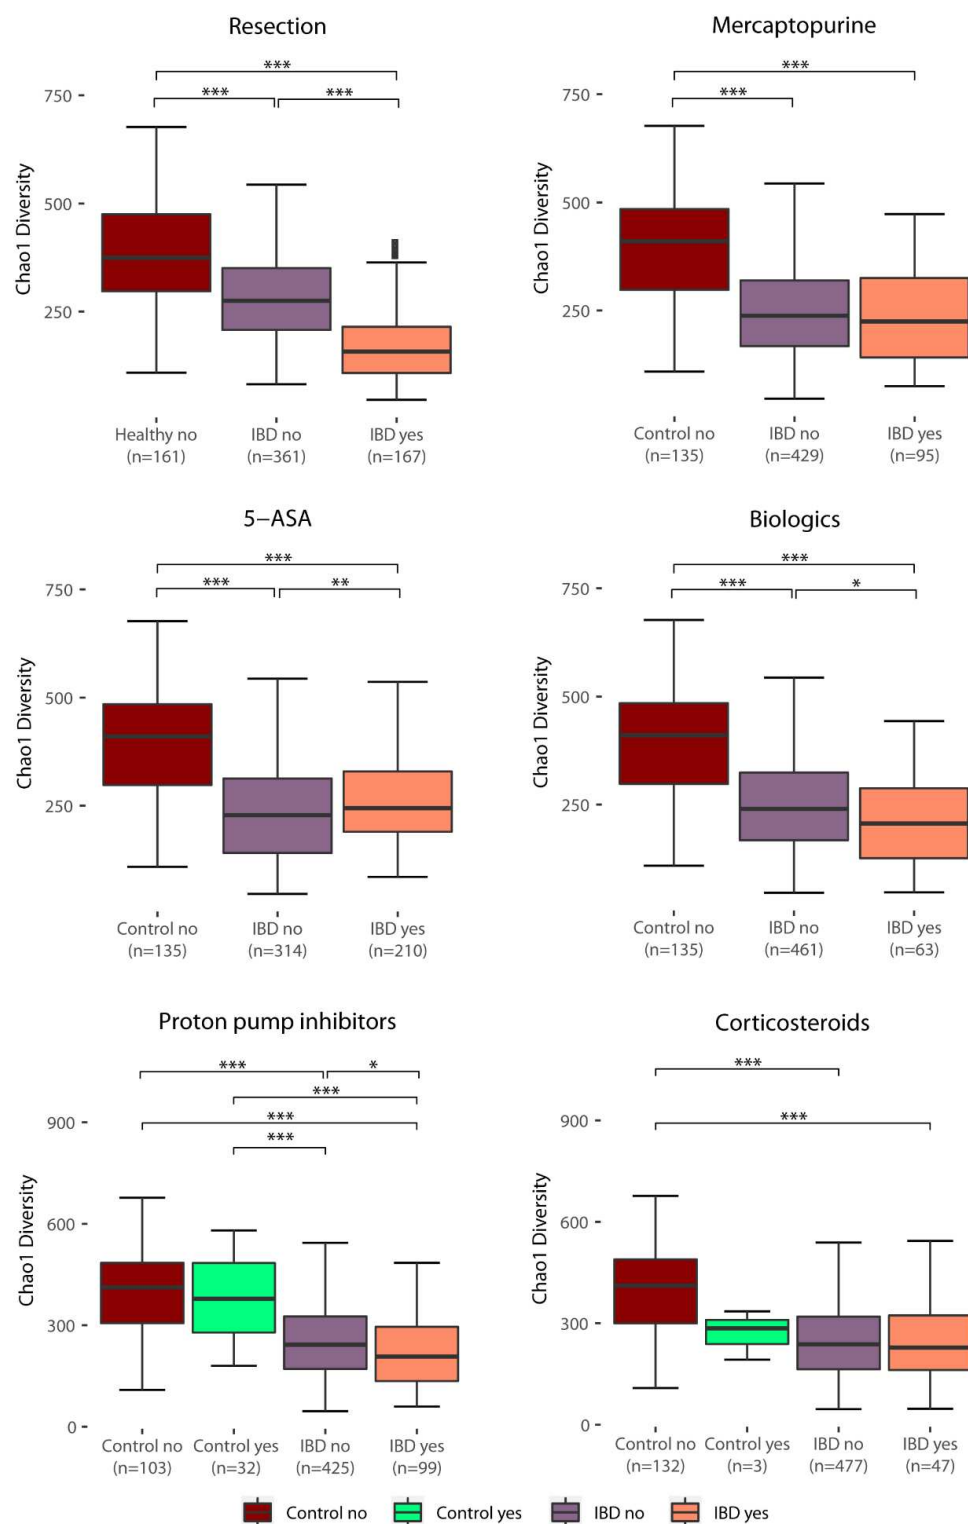 Resection
***
***
***
Chao1 Diversity
750
500
250
Healthy no
(n=161)
IBD no
(n=361)
IBD yes
(n=167)
Mercaptopurine
***
***
Chao1 Diversity
750
500
250
Control no
(n=135)
IBD no
(n=429)
IBD yes
(n=95)
5−ASA
***
***
**
Chao1 Diversity
750
500
250
Control no
(n=135)
IBD no
(n=314)
IBD yes
(n=210)
Biologics
***
***
*
Chao1 Diversity
750
500
250
Control no
(n=135)
IBD no
(n=461)
IBD yes
(n=63)
Proton pump inhibitors
***
*
***
***
***
Chao1 Diversity
900
600
300
0
Control no
(n=103)
Control yes
(n=32)
IBD no
(n=425)
IBD yes
(n=99)
Corticosteroids
***
***
Chao1 Diversity
900
600
300
0
Control no
(n=132)
Control yes
(n=3)
IBD no
(n=477)
IBD yes
(n=47)
Control no
Control yes
IBD no
IBD yes